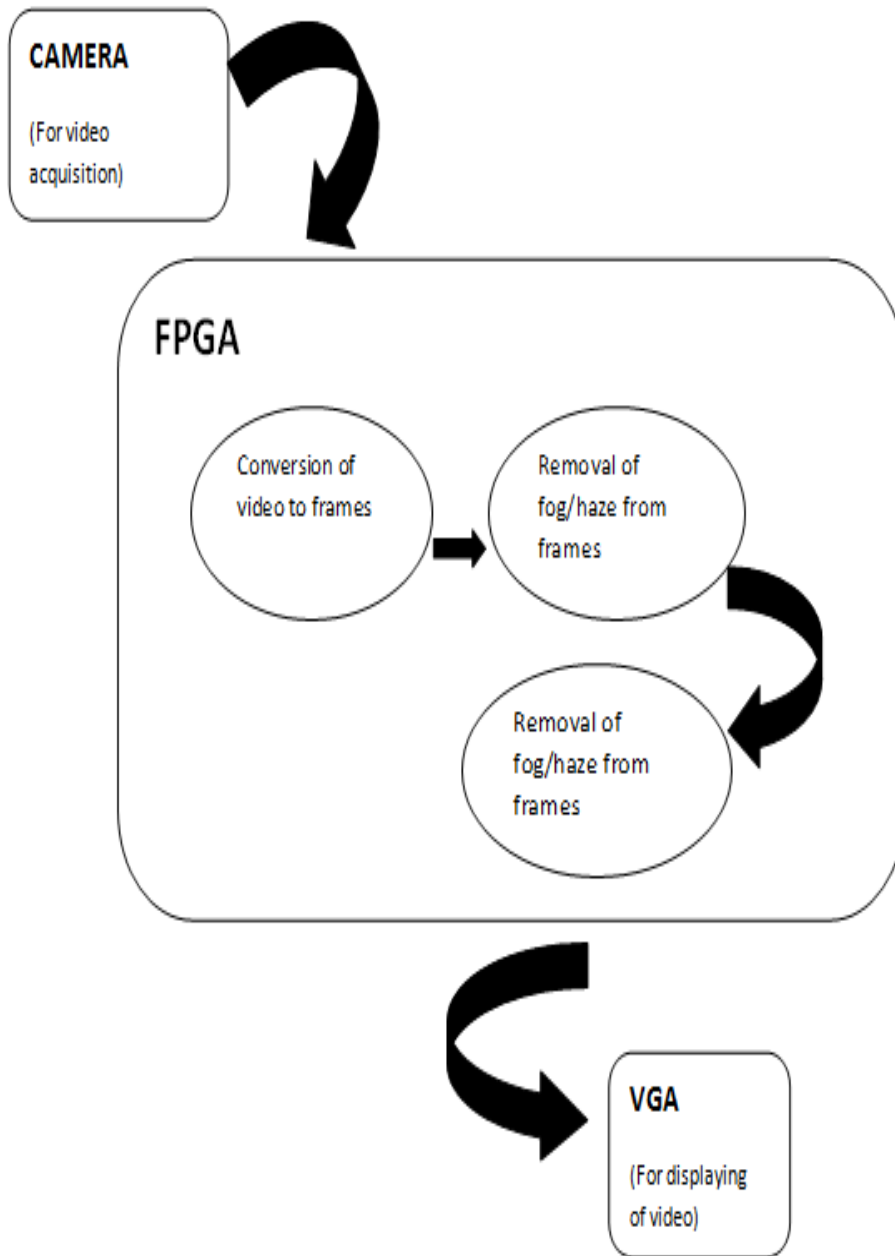 CAMERA
(For video
acquisition)
FPGA
Conversion of
video to frames
Removal of
fog/haze from
frames
Removal of
fog/haze from
frames
VGA
(For displaying
of video)